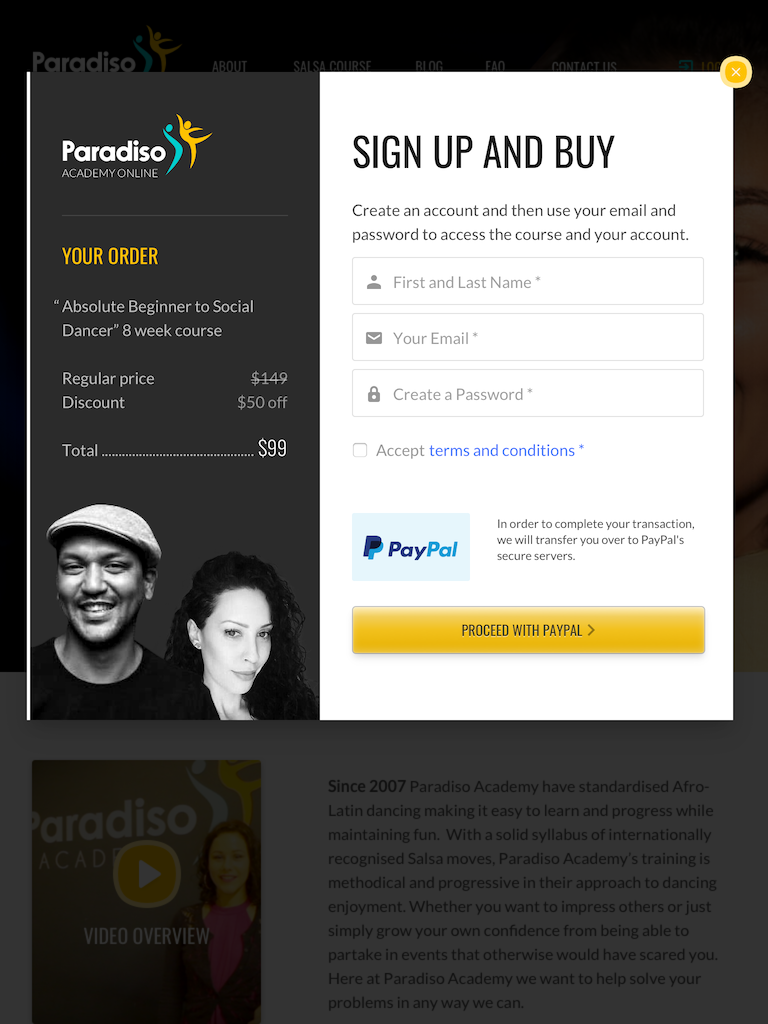 Paradiso
ABOUT
SALSA COURSE
BLOG
FAQ
CONTACT US
Paradiso
ACADEMY ONLINE
YOUR ORDER
“Absolute Beginner to Social
Dancer” 8 week course
Regular price $149
Discount $50 off
Total .......................................... $99
SIGN UP AND BUY
Create an account and then use your email and
password to access the course and your account.
First and Last Name *
Your Email *
Create a Password *
Accept terms and conditions *
PayPal
In order to complete your transaction,
we will transfer you over to PayPal's
secure servers.
PROCEED WITH PAYPAL
Paradiso
VIDEO OVERVIEW
Since 2007 Paradiso Academy have standardised Afro-
Latin dancing making it easy to learn and progress while
maintaining fun. With a solid syllabus of internationally
recognised Salsa moves, Paradiso Academy's training is
methodical and progressive in their approach to dancing
enjoyment. Whether you want to impress others or just
simply grow your own confidence from being able to
partake in events that otherwise would have scared you.
Here at Paradiso Academy we want to help solve your
problems in any way we can.